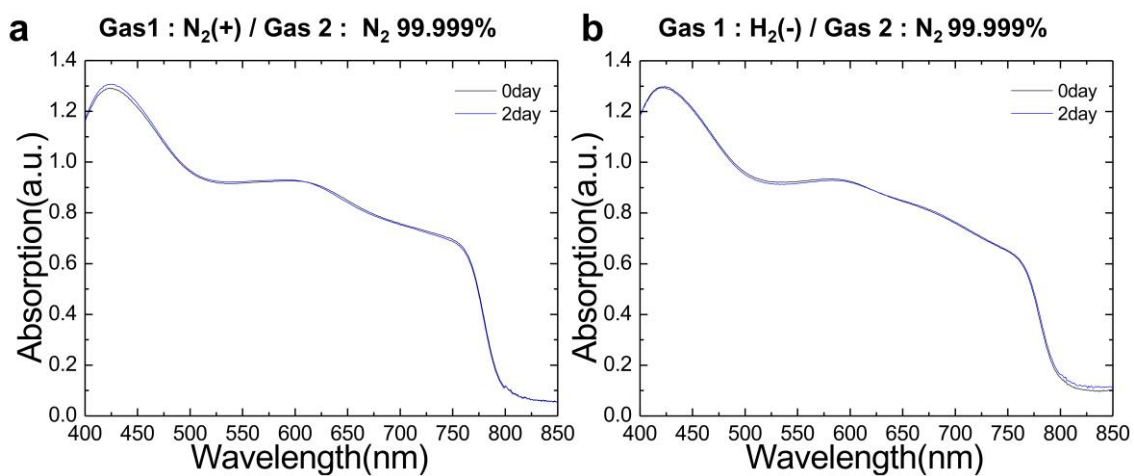 a
Gas1 : N₂(+) / Gas 2 : N₂ 99.999%
Absorption(a.u.)
1.4
1.2
1.0
0.8
0.6
0.4
0.2
0.0
0day
2day
400 450 500 550 600 650 700 750 800 850
Wavelength(nm)
b
Gas 1 : H₂(-) / Gas 2 : N₂ 99.999%
Absorption(a.u.)
1.4
1.2
1.0
0.8
0.6
0.4
0.2
0.0
0day
2day
400 450 500 550 600 650 700 750 800 850
Wavelength(nm)